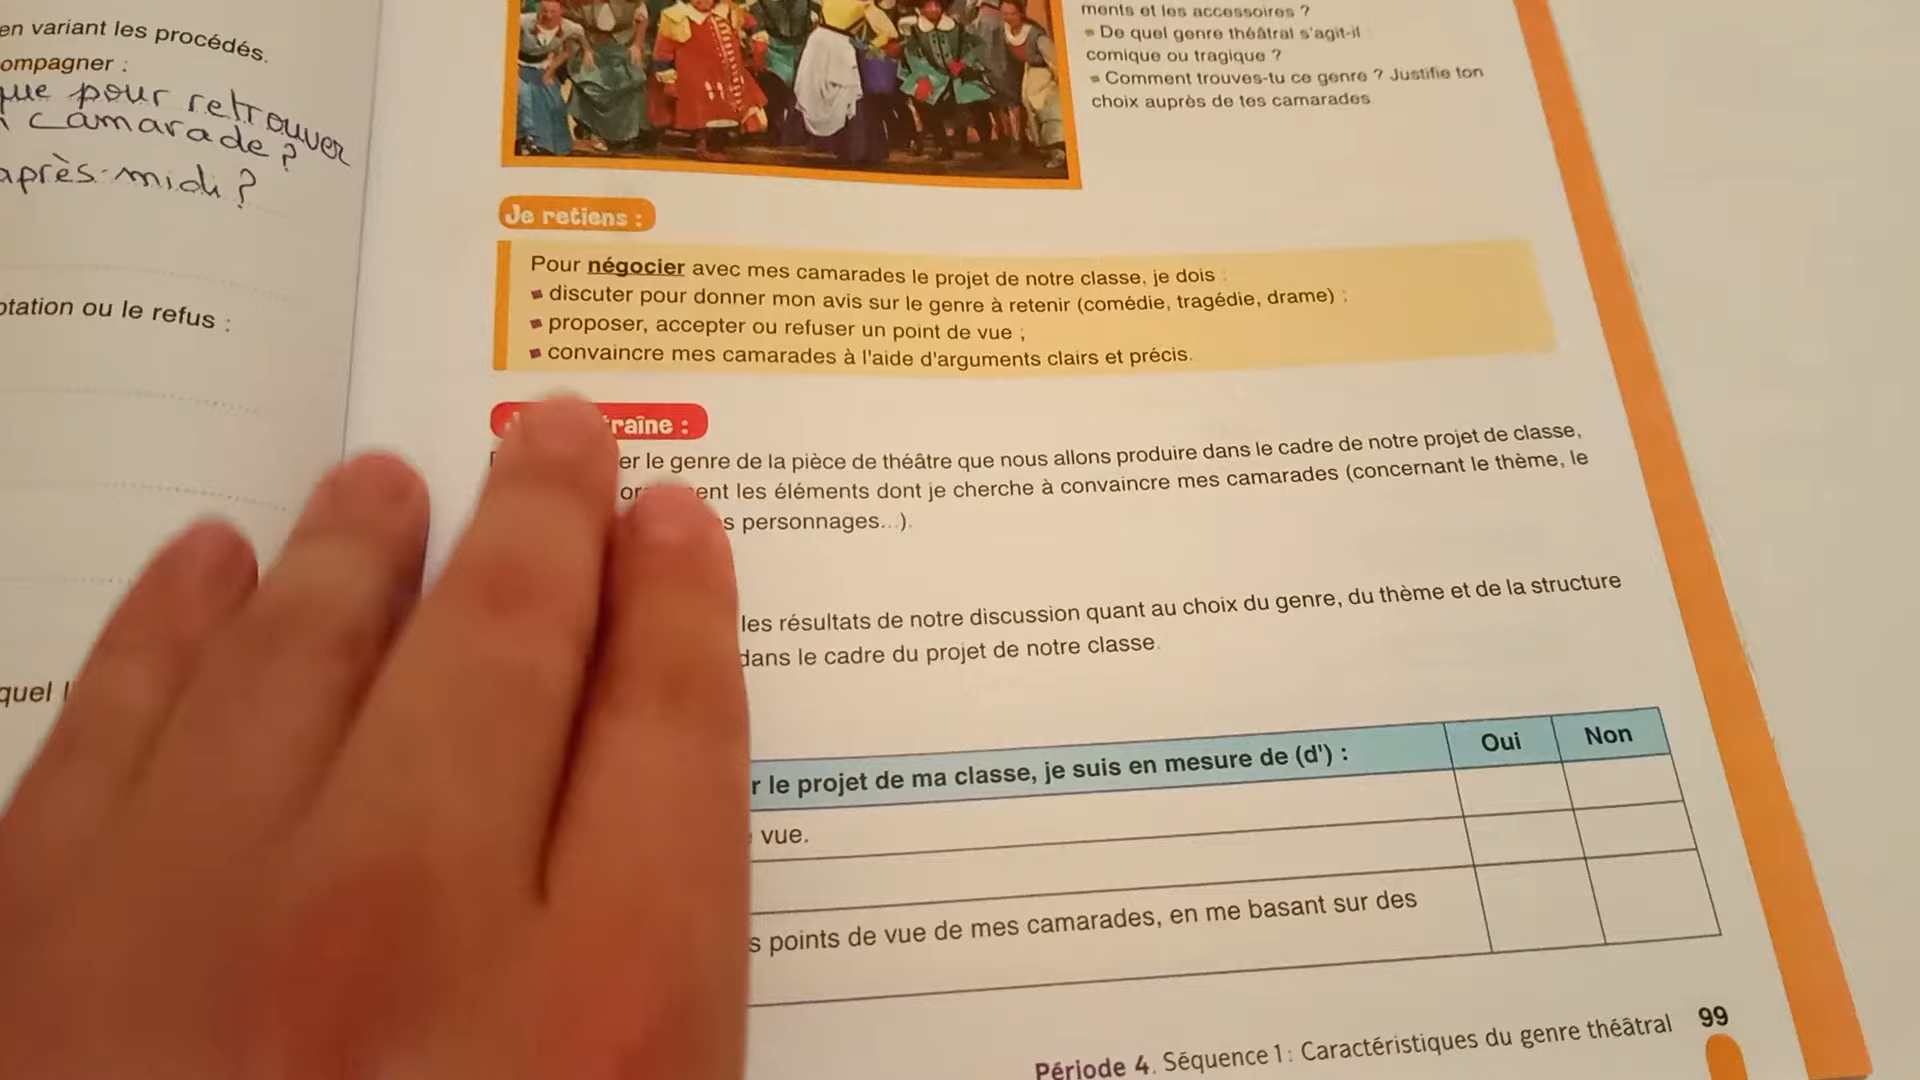 en variant les procédés.
ompagner :
que pour retrouver
camarade ?
après-midi ?
otation ou le refus :
quel
ments et les accessoires ?
De quel genre théâtral s'agit-il
comique ou tragique ?
Comment trouves-tu ce genre ? Justifie ton
choix auprès de tes camarades
Je retiens :
Pour négocier avec mes camarades le projet de notre classe, je dois :
discuter pour donner mon avis sur le genre à retenir (comédie, tragédie, drame) ;
proposer, accepter ou refuser un point de vue ;
convaincre mes camarades à l'aide d'arguments clairs et précis.
raîne :
er le genre de la pièce de théâtre que nous allons produire dans le cadre de notre projet de classe,
ent les éléments dont je cherche à convaincre mes camarades (concernant le thème, le
s personnages...).
les résultats de notre discussion quant au choix du genre, du thème et de la structure
dans le cadre du projet de notre classe.
r le projet de ma classe, je suis en mesure de (d') : Oui Non
vue.
s points de vue de mes camarades, en me basant sur des
Période 4. Séquence 1 : Caractéristiques du genre théâtral 99